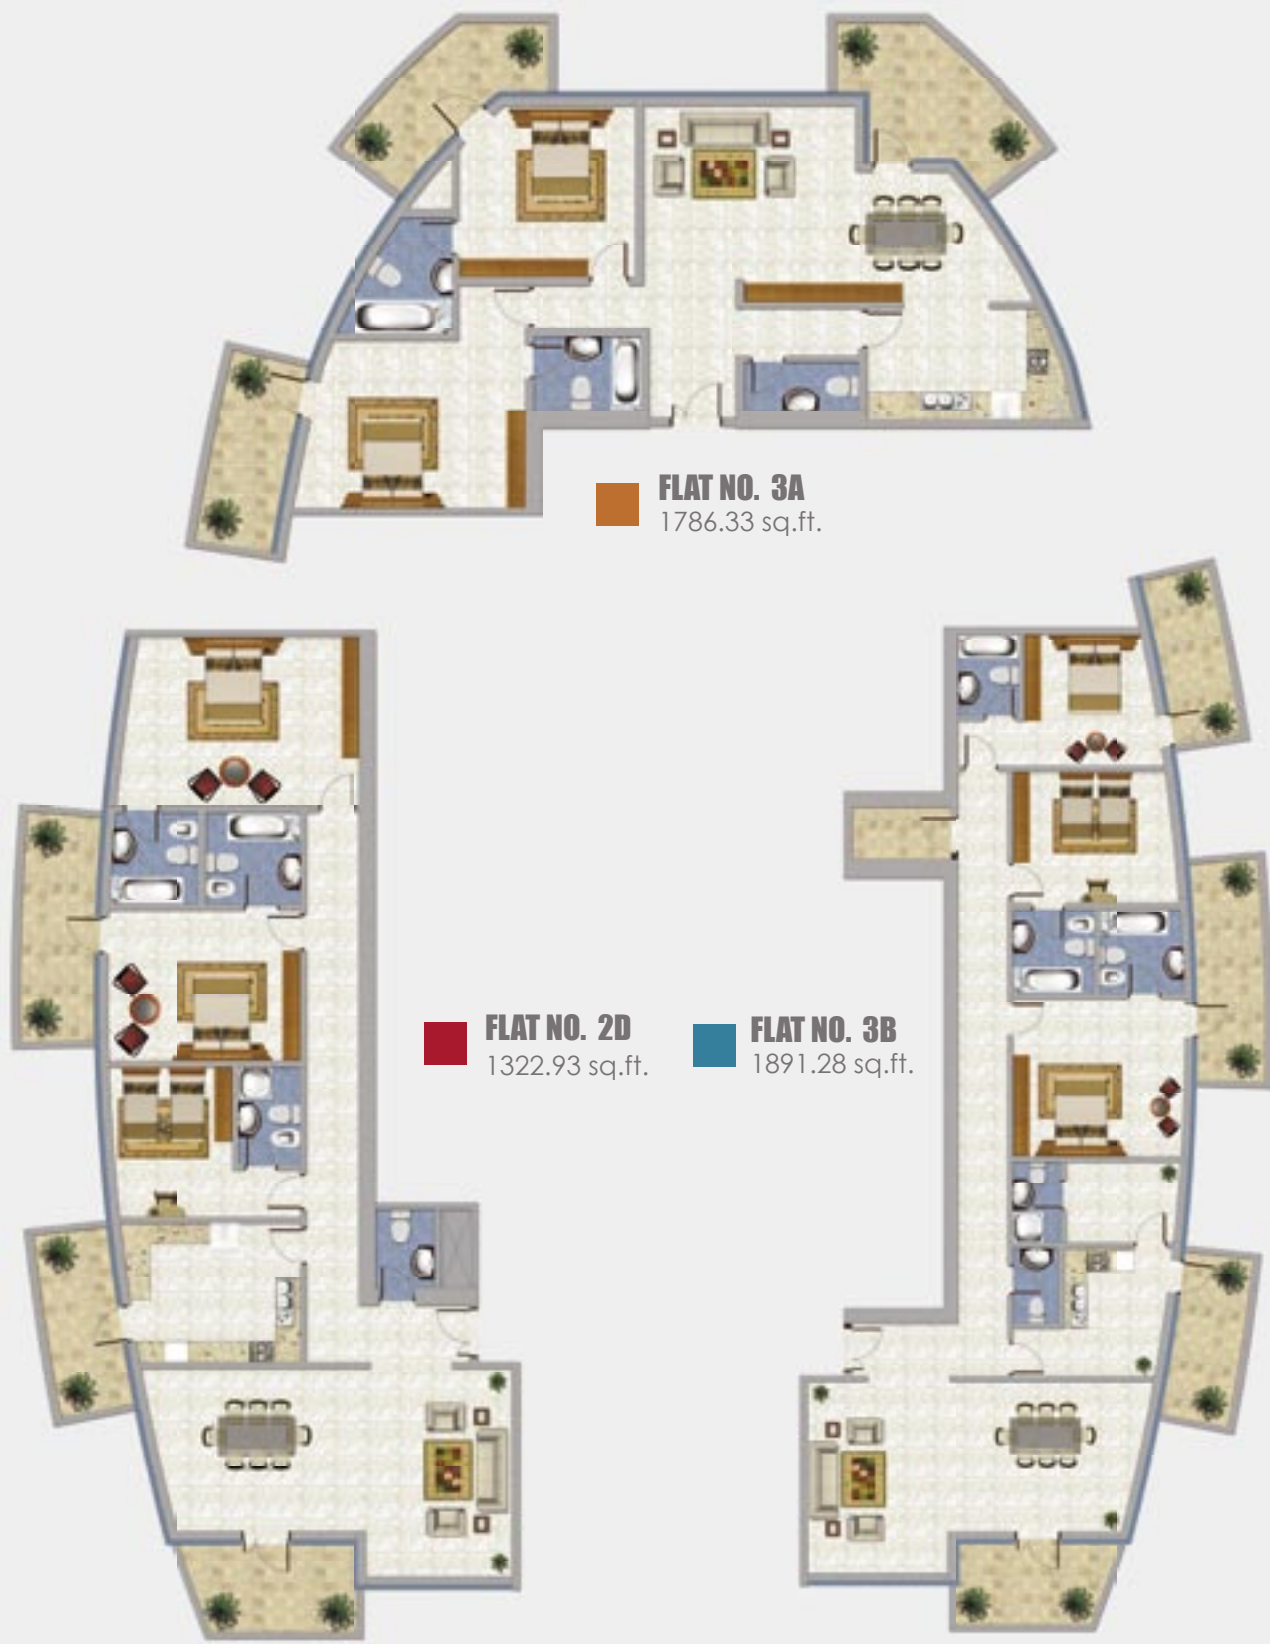 FLAT NO. 3A
1786.33 sq.ft.
FLAT NO. 2D
1322.93 sq.ft.
FLAT NO. 3B
1891.28 sq.ft.